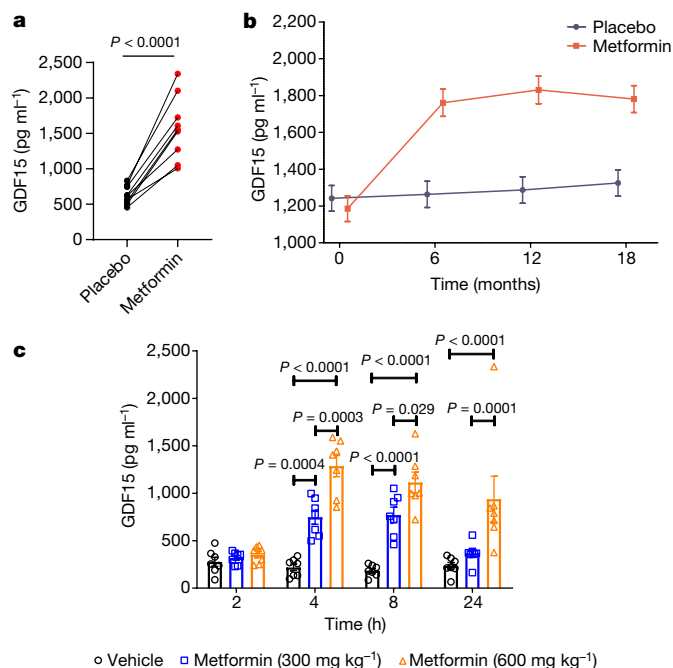 a
P < 0.0001
2,500
2,000
1,500
1,000
500
0
GDF15 (pg ml⁻¹)
Placebo
Metformin
b
2,200
2,000
1,800
1,600
1,400
1,200
1,000
GDF15 (pg ml⁻¹)
Placebo
Metformin
0 6 12 18
Time (months)
c
2,500
2,000
1,500
1,000
500
0
GDF15 (pg ml⁻¹)
P < 0.0001
P < 0.0001
P < 0.0001
P = 0.0003
P = 0.029
P = 0.0001
P = 0.0004
P < 0.0001
2 4 8 24
Time (h)
Vehicle Metformin (300 mg kg⁻¹) Metformin (600 mg kg⁻¹)